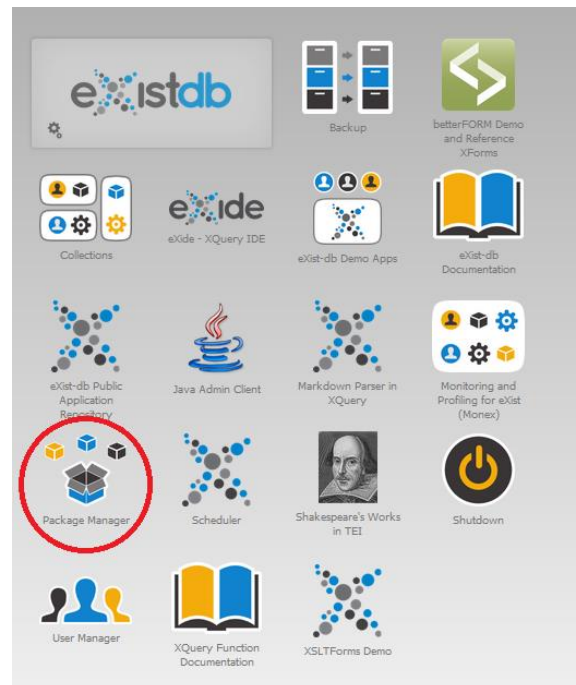 eXistdb
Backup
betterFORM Demo
and Reference
XForms
Collections
eXide
eXide - XQuery IDE
eXist-db Demo Apps
eXist-db
Documentation
eXist-db Public
Application
Repository
Java Admin Client
Markdown Parser in
XQuery
Monitoring and
Profiling for eXist
(Monex)
Package Manager
Scheduler
Shakespeare's Works
in TEI
Shutdown
User Manager
XQuery Function
Documentation
XSLTForms Demo